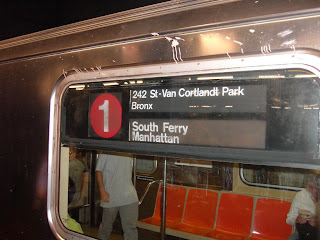 1
242 St-Van Cortlandt Park
Bronx
South Ferry
Manhattan